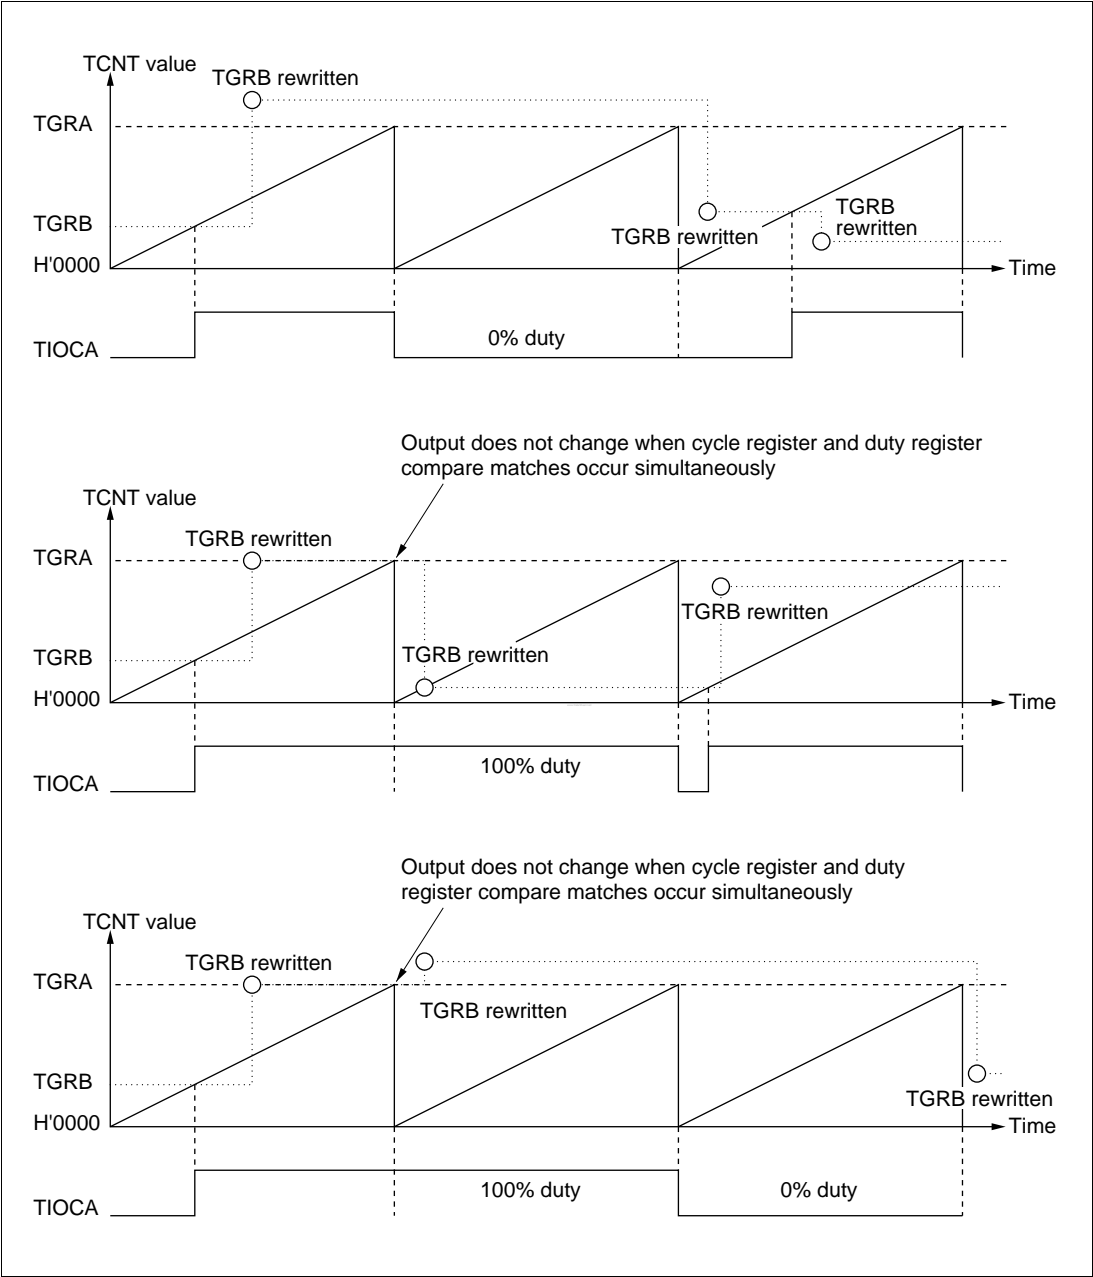 TCNT value
TGRB rewritten
TGRA
TGRB
TGRB
rewritten
TGRB rewritten
H'0000
Time
0% duty
TIOCA
Output does not change when cycle register and duty register
compare matches occur simultaneously
TCNT value
TGRB rewritten
TGRA
TGRB rewritten
TGRB
TGRB rewritten
H'0000
Time
100% duty
TIOCA
Output does not change when cycle register and duty
register compare matches occur simultaneously
TCNT value
TGRB rewritten
TGRA
TGRB rewritten
TGRB
TGRB rewritten
H'0000
Time
100% duty
0% duty
TIOCA